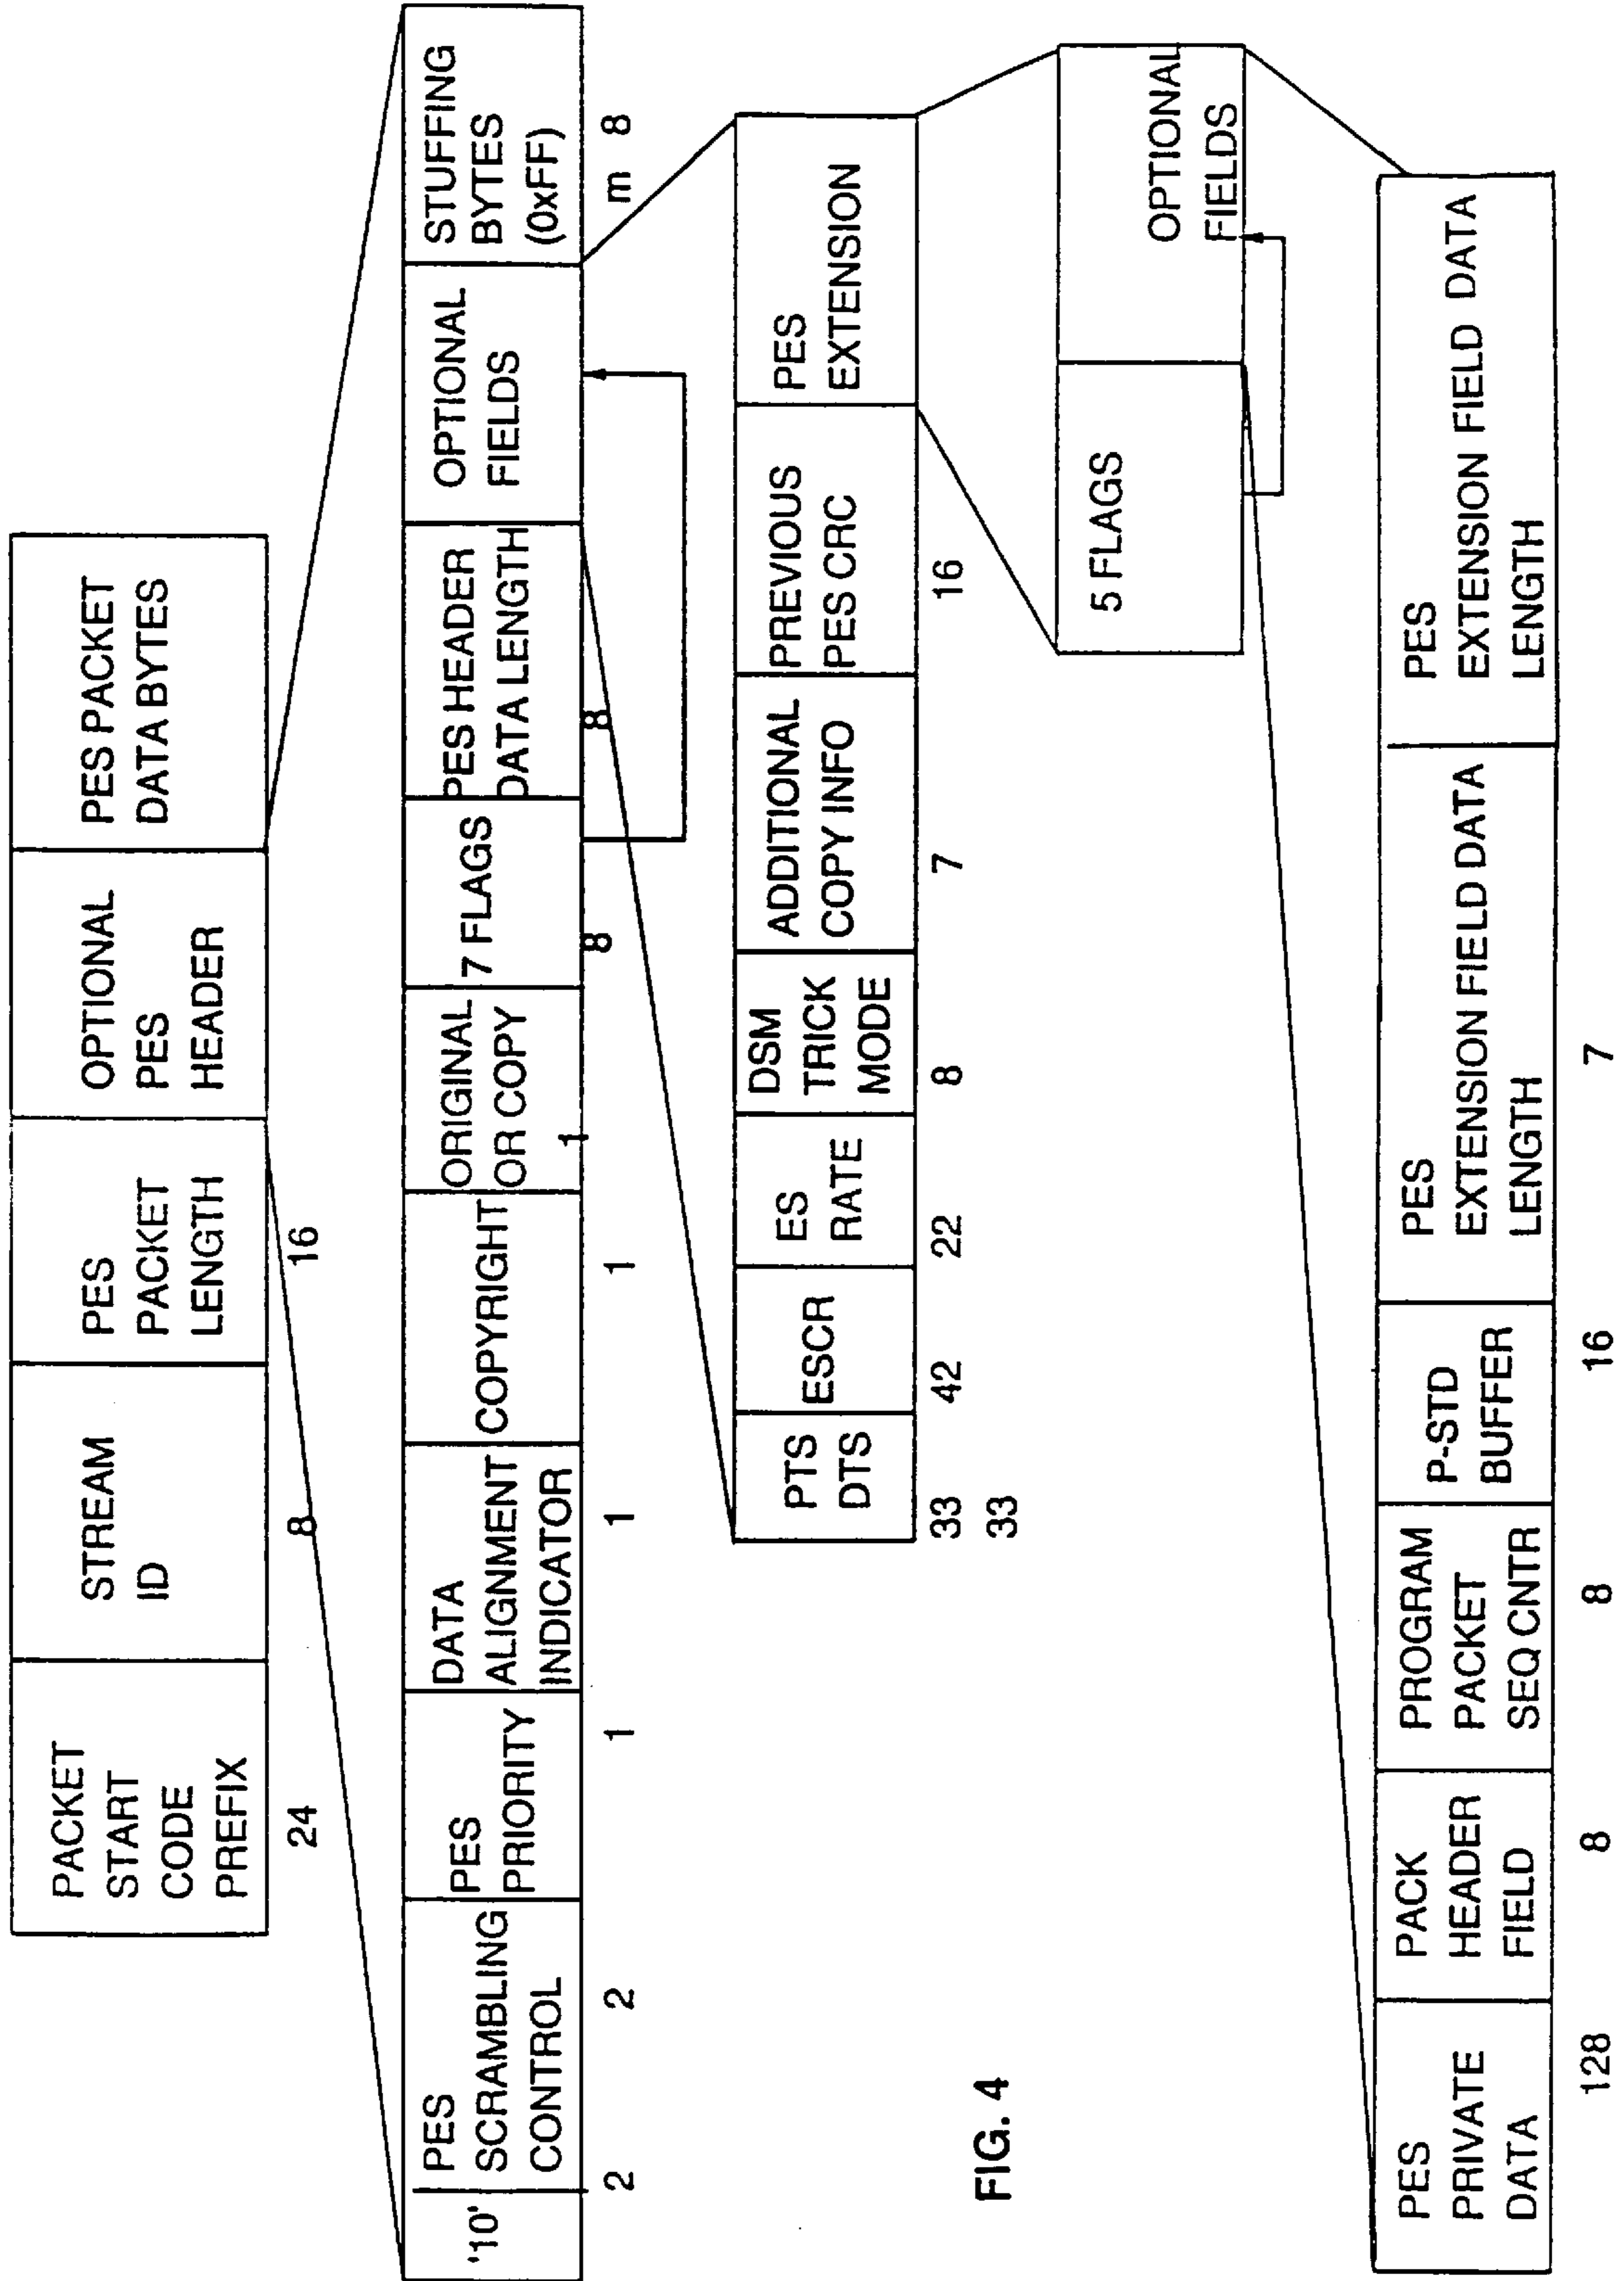 PACKET
START
CODE
PREFIX
STREAM
ID
PES
PACKET
LENGTH
OPTIONAL
PES
HEADER
PES PACKET
DATA BYTES
24
8
16
'10'
PES
SCRAMBLING
CONTROL
PES
PRIORITY
DATA
ALIGNMENT
INDICATOR
COPYRIGHT
ORIGINAL
OR COPY
7 FLAGS
PES HEADER
DATA LENGTH
OPTIONAL
FIELDS
STUFFING
BYTES
(0xFF)
2
2
1
1
1
1
8
8
m 8
PTS
DTS
ESCR
ES
RATE
DSM
TRICK
MODE
ADDITIONAL
COPY INFO
PREVIOUS
PES CRC
PES
EXTENSION
33
33
42
22
8
7
16
FIG. 4
5 FLAGS
OPTIONAL
FIELDS
PES
PRIVATE
DATA
PACK
HEADER
FIELD
PROGRAM
PACKET
SEQ CNTR
P-STD
BUFFER
PES
EXTENSION FIELD DATA
LENGTH
PES
EXTENSION FIELD DATA
LENGTH
128
8
8
16
7